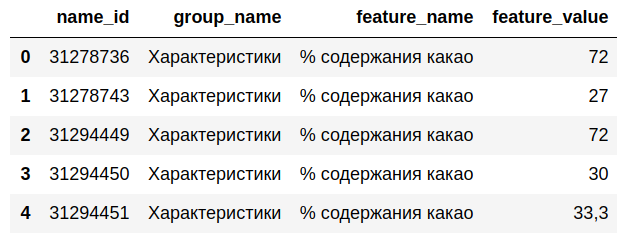 name_id group_name feature_name feature_value
0 31278736 Характеристики % содержания какао 72
1 31278743 Характеристики % содержания какао 27
2 31294449 Характеристики % содержания какао 72
3 31294450 Характеристики % содержания какао 30
4 31294451 Характеристики % содержания какао 33,3